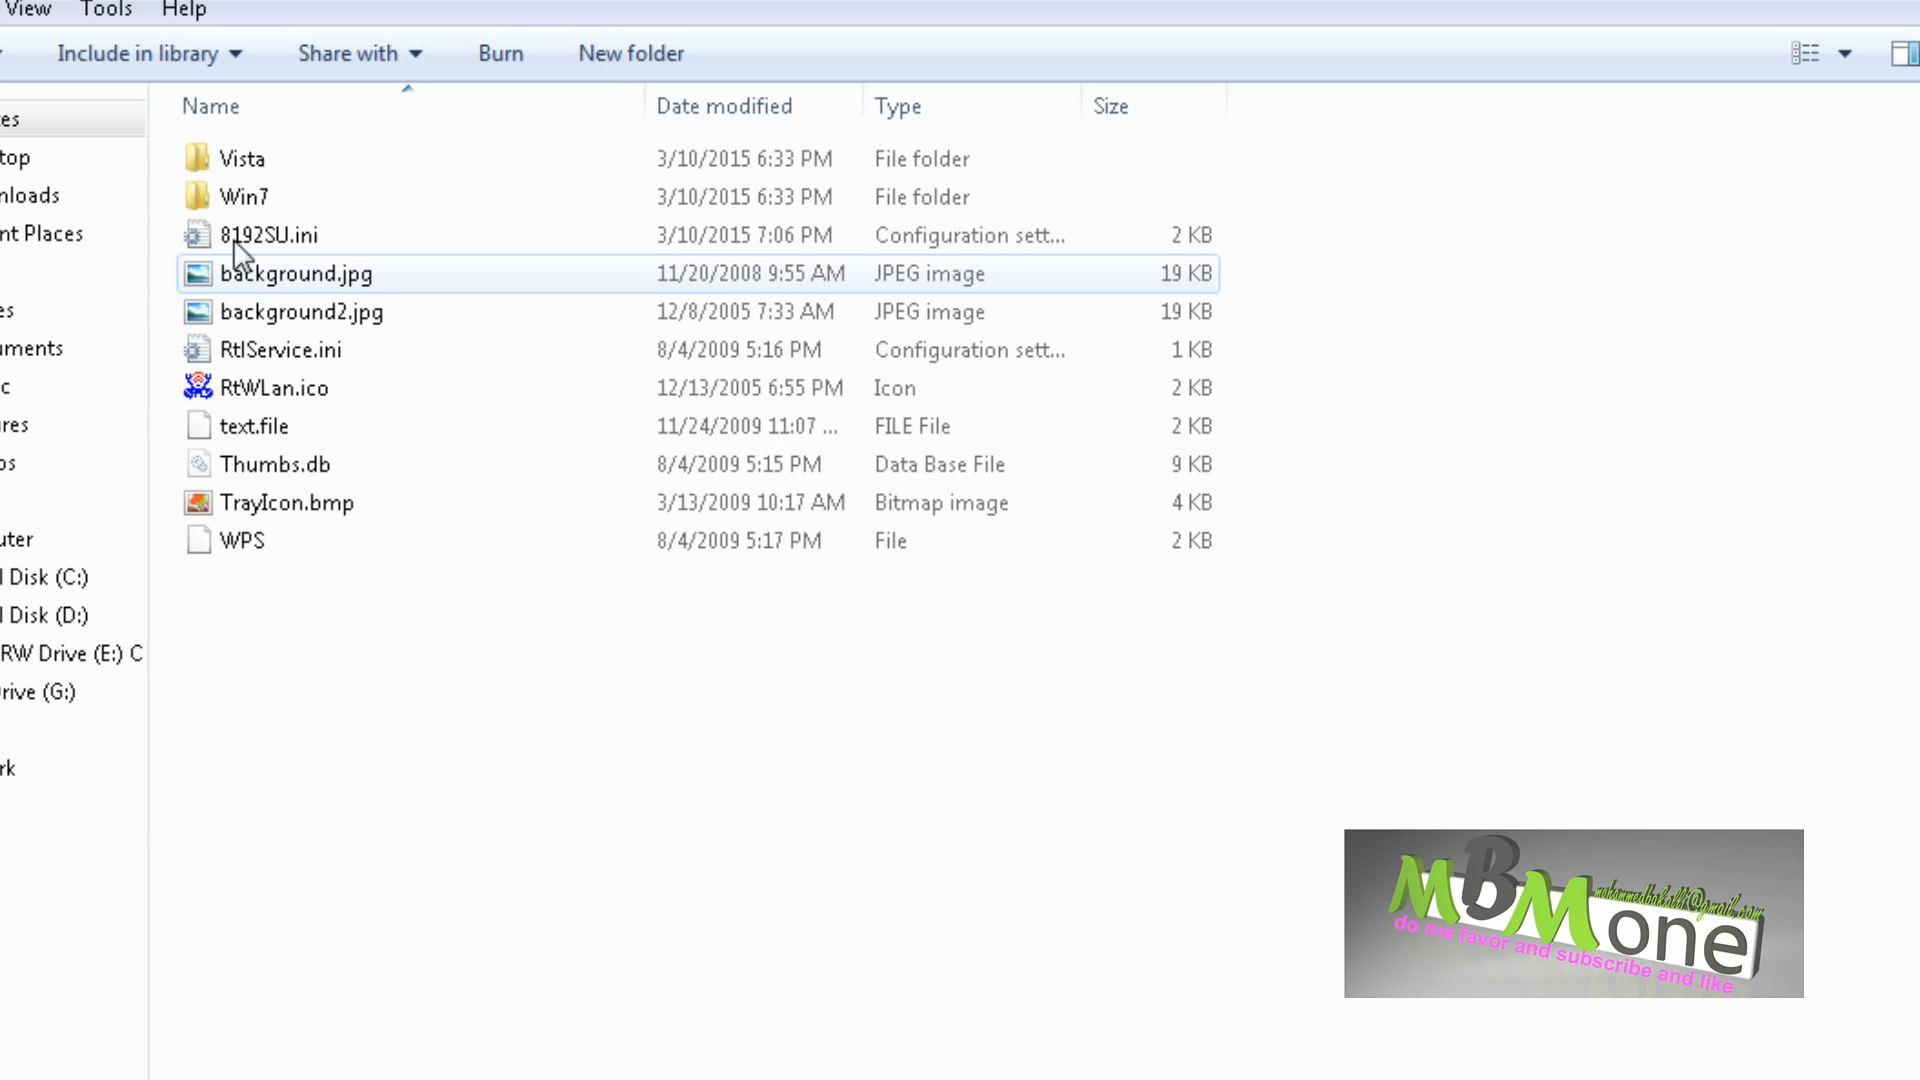 View Tools Help
Include in library Share with Burn New folder
Name Date modified Type Size
Vista 3/10/2015 6:33 PM File folder
Win7 3/10/2015 6:33 PM File folder
8192SU.ini 3/10/2015 7:06 PM Configuration sett... 2 KB
background.jpg 11/20/2008 9:55 AM JPEG image 19 KB
background2.jpg 12/8/2005 7:33 AM JPEG image 19 KB
RtlService.ini 8/4/2009 5:16 PM Configuration sett... 1 KB
RtWLan.ico 12/13/2005 6:55 PM Icon 2 KB
text.file 11/24/2009 11:07 ... FILE File 2 KB
Thumbs.db 8/4/2009 5:15 PM Data Base File 9 KB
TrayIcon.bmp 3/13/2009 10:17 AM Bitmap image 4 KB
WPS 8/4/2009 5:17 PM File 2 KB
es
top
nloads
nt Places
es
uments
c
res
os
uter
l Disk (C:)
l Disk (D:)
RW Drive (E:) C
rive (G:)
rk
MBM one
do me favor and subscribe and like